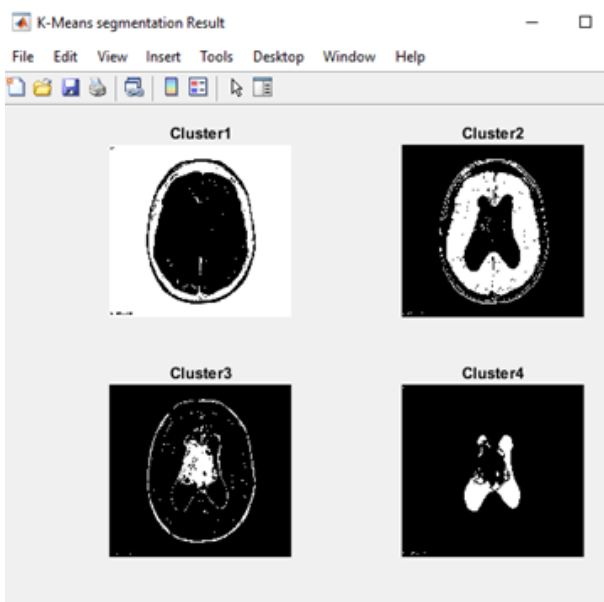 K-Means segmentation Result
File Edit View Insert Tools Desktop Window Help
Cluster1 Cluster2
Cluster3 Cluster4